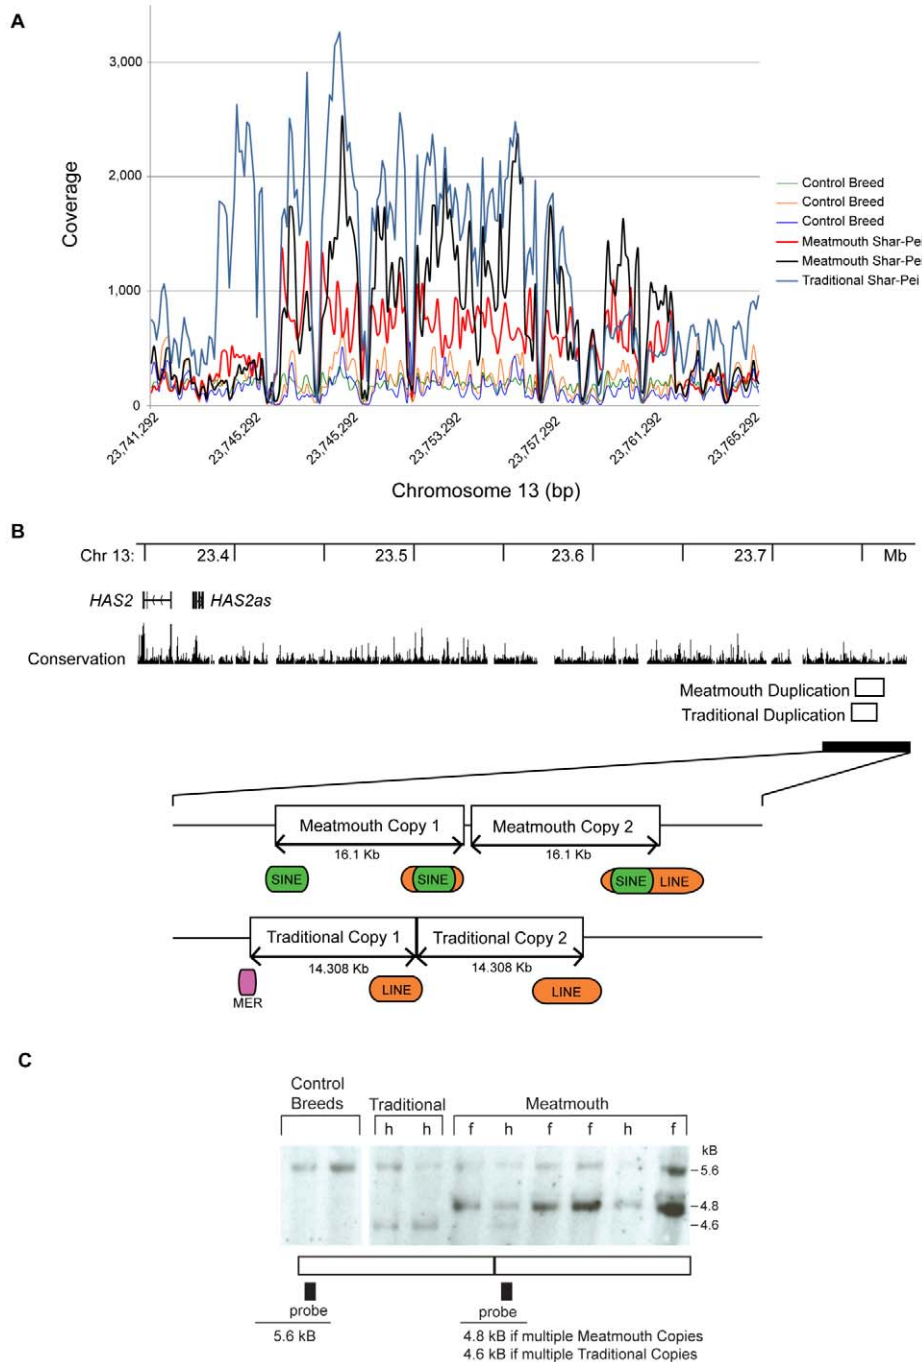 A
Coverage
3,000
2,000
1,000
0
23,741,292
23,745,292
23,745,292
23,753,292
23,757,292
23,761,292
23,765,292
Chromosome 13 (bp)
Control Breed
Control Breed
Control Breed
Meatmouth Shar-Pei
Meatmouth Shar-Pei
Traditional Shar-Pei
B
Chr 13: 23.4 23.5 23.6 23.7 Mb
HAS2 HAS2as
Conservation
Meatmouth Duplication
Traditional Duplication
Meatmouth Copy 1 Meatmouth Copy 2
16.1 Kb 16.1 Kb
SINE SINE SINE LINE
Traditional Copy 1 Traditional Copy 2
14.308 Kb 14.308 Kb
MER LINE LINE
C
Control
Breeds
Traditional
Meatmouth
h h f h f f h f
kB
5.6
4.8
4.6
probe probe
5.6 kB
4.8 kB if multiple Meatmouth Copies
4.6 kB if multiple Traditional Copies